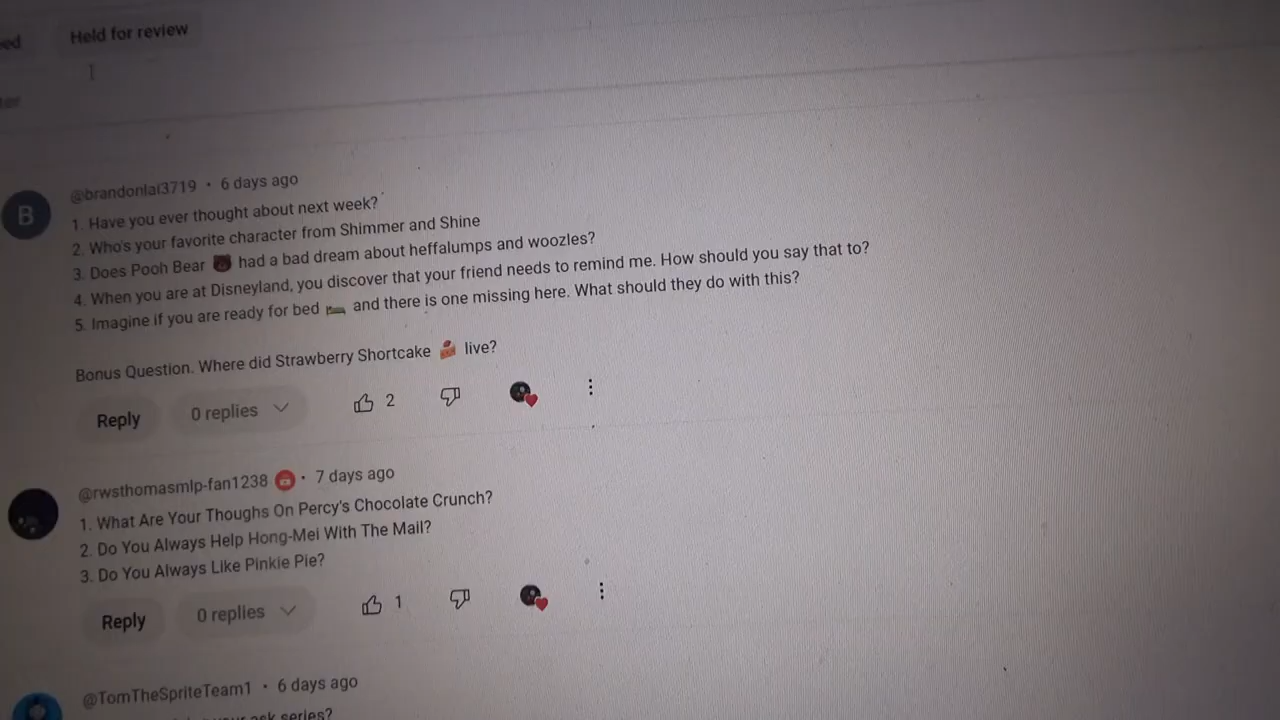 Held for review
@brandonlai3719 • 6 days ago
B
1. Have you ever thought about next week?
2. Who's your favorite character from Shimmer and Shine
3. Does Pooh Bear 🐻 had a bad dream about heffalumps and woozles?
4. When you are at Disneyland, you discover that your friend needs to remind me. How should you say that to?
5. Imagine if you are ready for bed 🛏️ and there is one missing here. What should they do with this?
Bonus Question. Where did Strawberry Shortcake 🍰 live?
Reply 0 replies 2
@rwsthomasmlp-fan1238 • 7 days ago
1. What Are Your Thoughs On Percy's Chocolate Crunch?
2. Do You Always Help Hong-Mei With The Mail?
3. Do You Always Like Pinkie Pie?
Reply 0 replies 1
@TomTheSpriteTeam1 • 6 days ago
ask series?